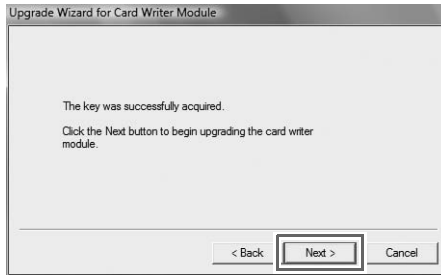 Upgrade Wizard for Card Writer Module
The key was successfully acquired.
Click the Next button to begin upgrading the card writer
module.
< Back
Next >
Cancel